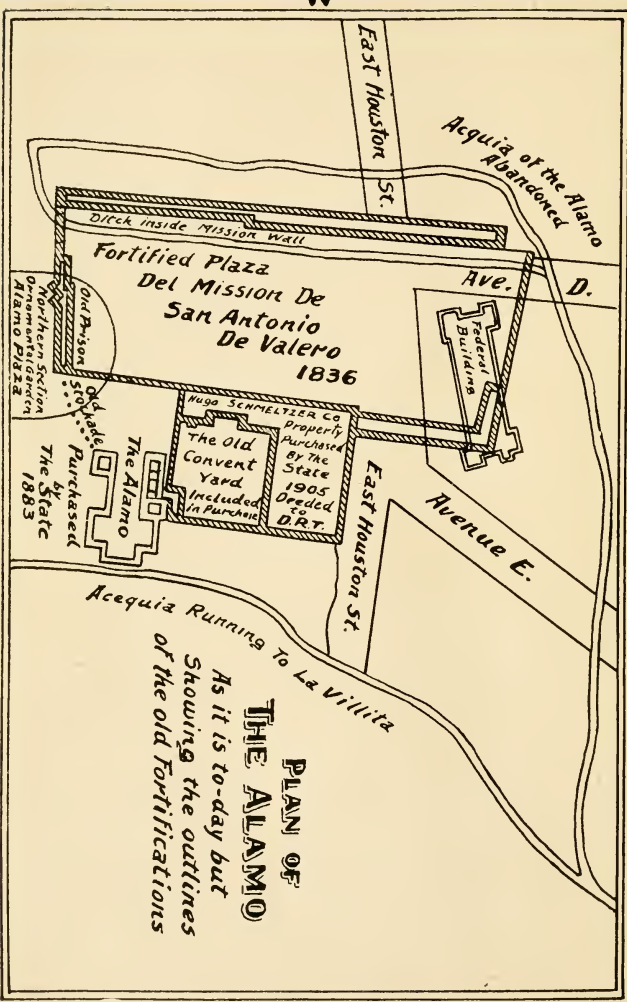 W
East Houston St.
Acquia of the Alamo
Abandoned
Ditch inside Mission Wall
Fortified Plaza
Del Mission De
San Antonio
De Valero
1836
Ave. D.
Federal
Building
Old Prison
Northern Section
Ornamental Garden
Alamo Plaza
Old
Stockade
Hugo SCHMELTZER Co
Property
Purchased
By The
State
1905
Deeded
to
D.R.T.
The Old
Convent
Yard
Included
in Purchase
The Alamo
Purchased
by
The State
1883
East Houston St.
Avenue E.
Acequia Running To La Villita
PLAN OF
THE ALAMO
As it is to-day but
Showing the outlines
of the old Fortifications